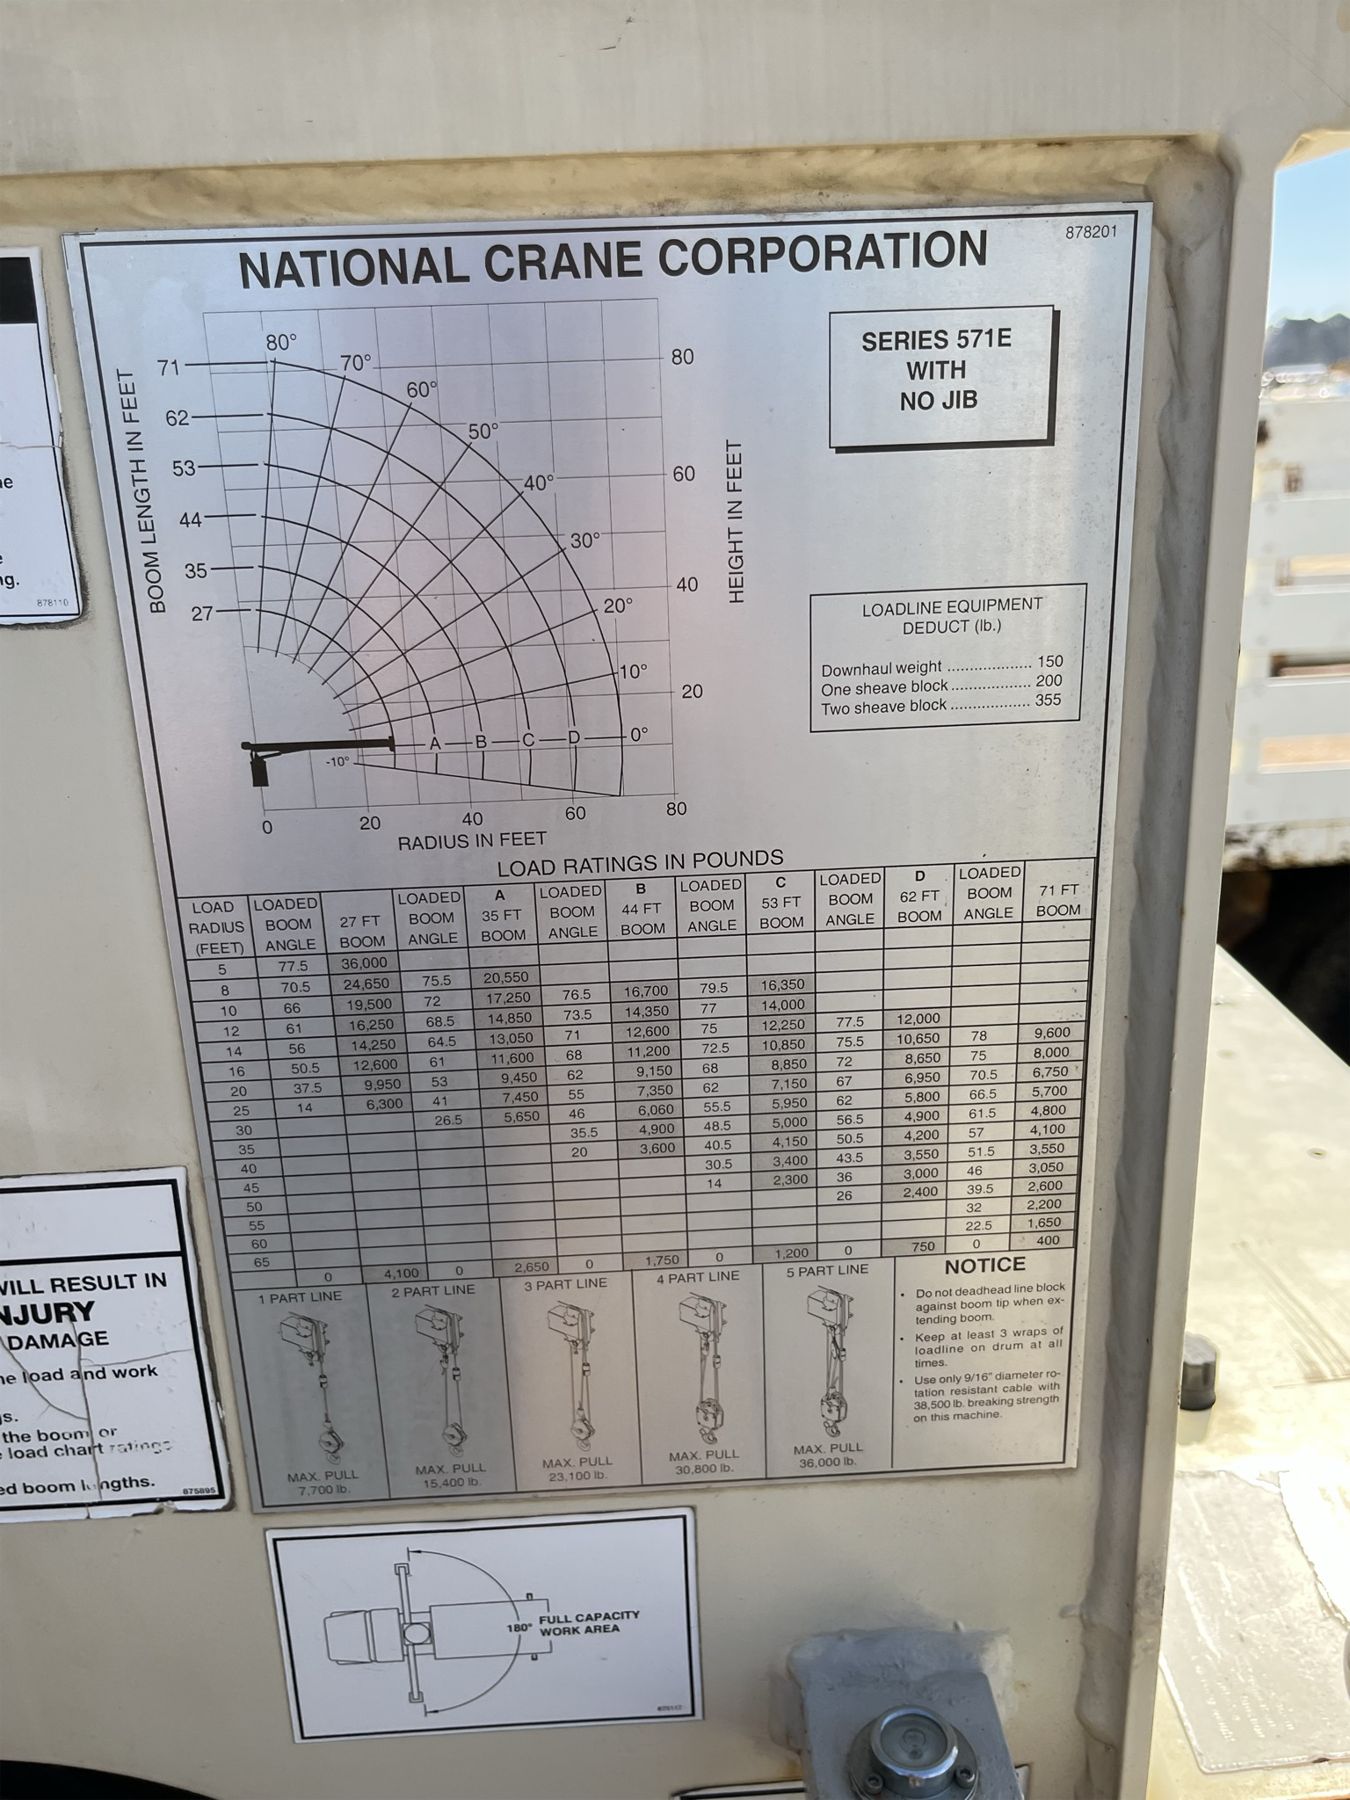 NATIONAL CRANE CORPORATION
878201
SERIES 571E
WITH
NO JIB
BOOM LENGTH IN FEET
71
62
53
44
35
27
80°
70°
60°
50°
40°
30°
20°
10°
0°
-10°
A B C D
80
60
40
20
HEIGHT IN FEET
0 20 40 60 80
RADIUS IN FEET
LOADLINE EQUIPMENT
DEDUCT (lb.)
Downhaul weight .................. 150
One sheave block .................. 200
Two sheave block .................. 355
LOAD RATINGS IN POUNDS
LOAD RADIUS (FEET) LOADED BOOM ANGLE 27 FT BOOM LOADED BOOM ANGLE A 35 FT BOOM LOADED BOOM ANGLE B 44 FT BOOM LOADED BOOM ANGLE C 53 FT BOOM LOADED BOOM ANGLE D 62 FT BOOM LOADED BOOM ANGLE 71 FT BOOM
5 77.5 36,000
8 70.5 24,650 75.5 20,550
10 66 19,500 72 17,250 76.5 16,700 79.5 16,350
12 61 16,250 68.5 14,850 73.5 14,350 77 14,000
14 56 14,250 64.5 13,050 71 12,600 75 12,250 77.5 12,000
16 50.5 12,600 61 11,600 68 11,200 72.5 10,850 75.5 10,650 78 9,600
20 37.5 9,950 53 9,450 62 9,150 68 8,850 72 8,650 75 8,000
25 14 6,300 41 7,450 55 7,350 62 7,150 67 6,950 70.5 6,750
30 26.5 5,650 46 6,060 55.5 5,950 62 5,800 66.5 5,700
35 35.5 4,900 48.5 5,000 56.5 4,900 61.5 4,800
40 20 3,600 40.5 4,150 50.5 4,200 57 4,100
45 30.5 3,400 43.5 3,550 51.5 3,550
50 14 2,300 36 3,000 46 3,050
55 26 2,400 39.5 2,600
60 32 2,200
65 22.5 1,650
0 4,100 0 2,650 0 1,750 0 1,200 0 750 0 400
1 PART LINE
MAX. PULL
7,700 lb.
2 PART LINE
MAX. PULL
15,400 lb.
3 PART LINE
MAX. PULL
23,100 lb.
4 PART LINE
MAX. PULL
30,800 lb.
5 PART LINE
MAX. PULL
36,000 lb.
NOTICE
• Do not deadhead line block
against boom tip when ex-
tending boom.
• Keep at least 3 wraps of
loadline on drum at all
times.
• Use only 9/16" diameter ro-
tation resistant cable with
38,500 lb. breaking strength
on this machine.
878110
WILL RESULT IN
NJURY
DAMAGE
load and work
the boom or
load chart ratings
boom lengths.
875895
180° FULL CAPACITY
WORK AREA